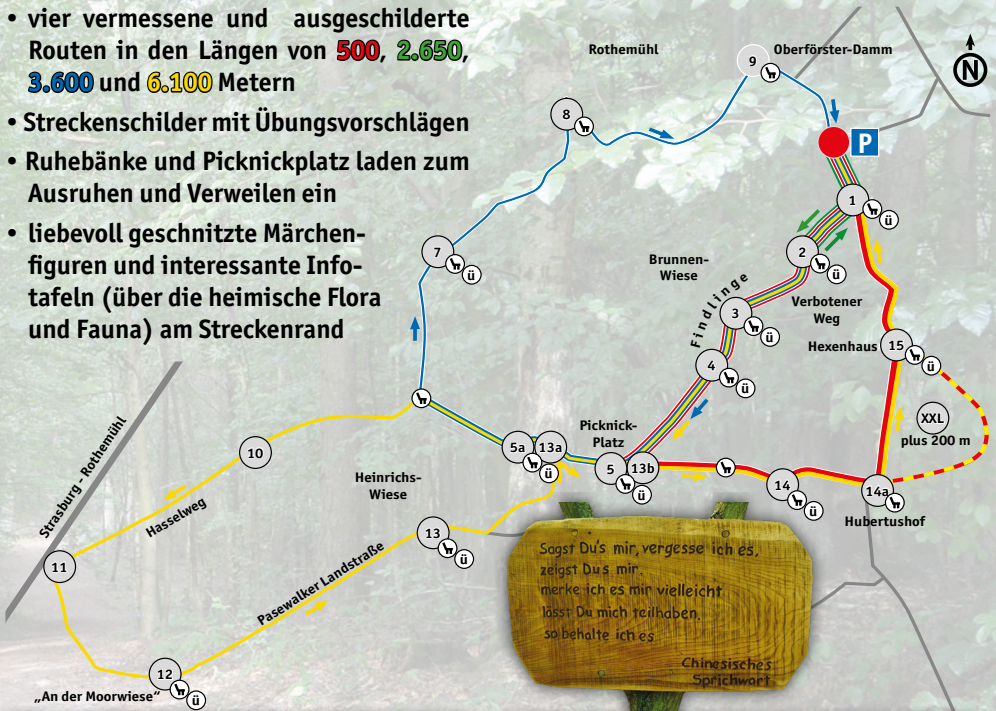 • vier vermessene und ausgeschilderte
Routen in den Längen von 500, 2.650,
3.600 und 6.100 Metern
• Streckenschilder mit Übungsvorschlägen
• Ruhebänke und Picknickplatz laden zum
Ausruhen und Verweilen ein
• liebevoll geschnitzte Märchen-
figuren und interessante Info-
tafeln (über die heimische Flora
und Fauna) am Streckenrand
Rothemühl
Oberförster-Damm
N
9
8
P
1
ü
2
ü
7
ü
Brunnen-
Wiese
Findlinge
3
ü
Verbotener
Weg
4
ü
Hexenhaus
15
ü
XXL
plus 200 m
Picknick-
Platz
5a
13a
ü
5
13b
ü
14
ü
14a
Hubertushof
10
Heinrichs-
Wiese
Strasburg - Rothemühl
Hasselweg
11
13
ü
Pasewalker Landstraße
12
ü
„An der Moorwiese“
Sagst Du's mir, vergesse ich es,
zeigst Du's mir
merke ich es mir vielleicht
lässt Du mich teilhaben,
so behalte ich es
Chinesisches
Sprichwort